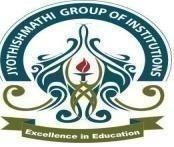 JYOTHISHMATHI GROUP OF INSTITUTIONS
Excellence in Education